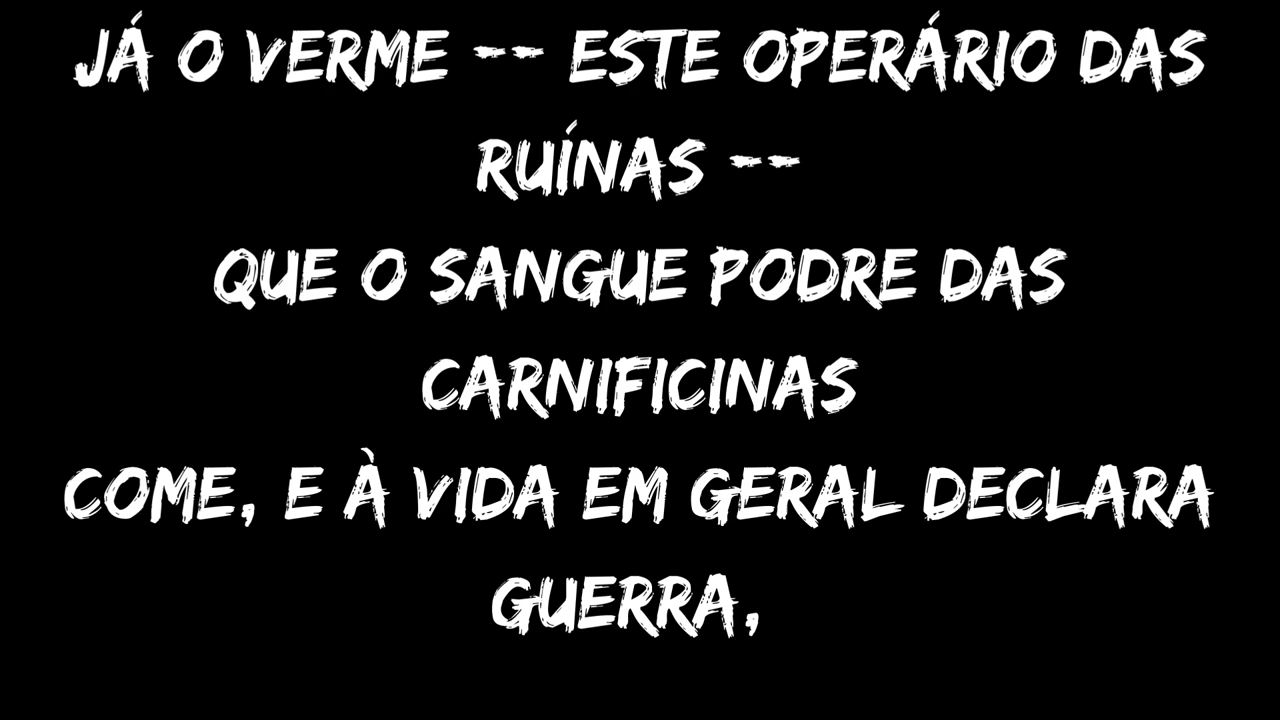 JÁ O VERME -- ESTE OPERÁRIO DAS
RUÍNAS --
QUE O SANGUE PODRE DAS
CARNIFICINAS
COME, E À VIDA EM GERAL DECLARA
GUERRA,